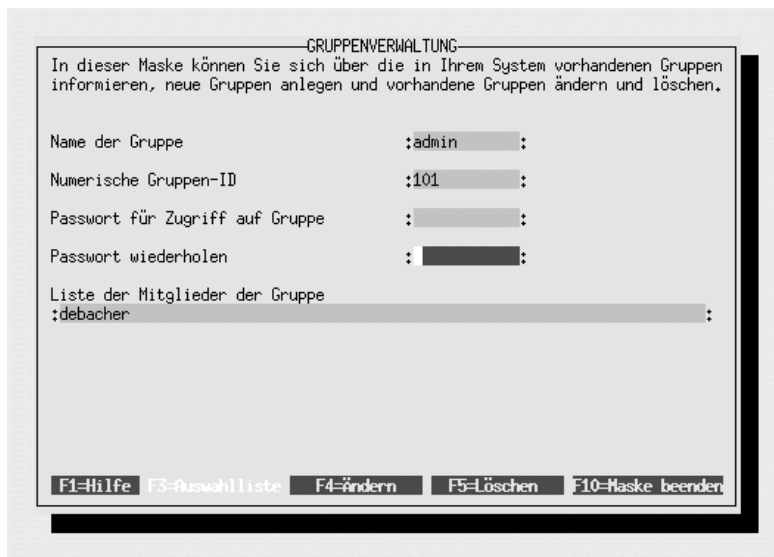 GRUPPENVERWALTUNG
In dieser Maske können Sie sich über die in Ihrem System vorhandenen Gruppen
informieren, neue Gruppen anlegen und vorhandene Gruppen ändern und löschen.
Name der Gruppe :admin :
Numerische Gruppen-ID :101 :
Passwort für Zugriff auf Gruppe : :
Passwort wiederholen : :
Liste der Mitglieder der Gruppe
:debacher :
F1=Hilfe F3=Auswahlliste F4=Ändern F5=Löschen F10=Maske beenden